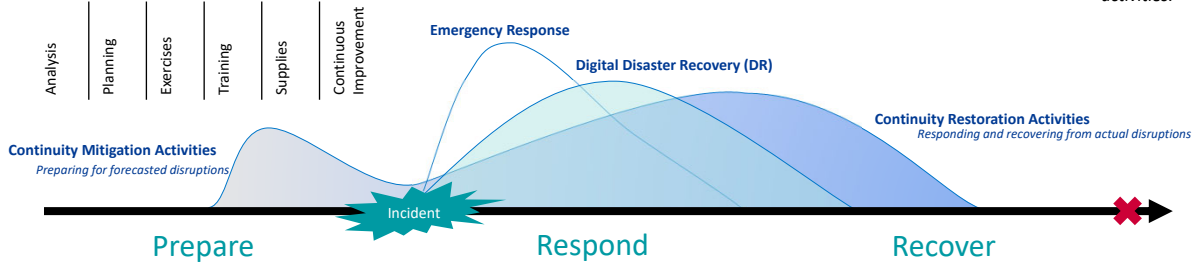 activities.
Analysis
Planning
Exercises
Training
Supplies
Continuous
Improvement
Emergency Response
Digital Disaster Recovery (DR)
Continuity Restoration Activities
Responding and recovering from actual disruptions
Continuity Mitigation Activities
Preparing for forecasted disruptions
Incident
Prepare
Respond
Recover